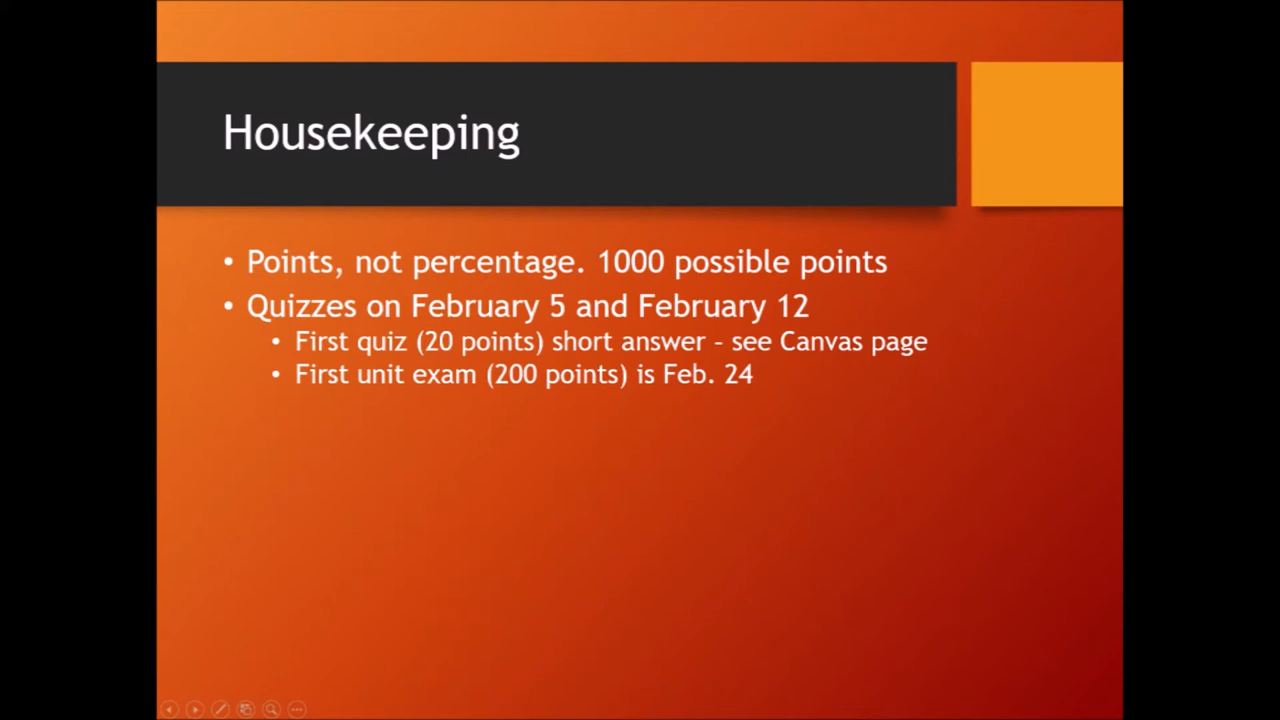 Housekeeping
• Points, not percentage. 1000 possible points
• Quizzes on February 5 and February 12
• First quiz (20 points) short answer – see Canvas page
• First unit exam (200 points) is Feb. 24